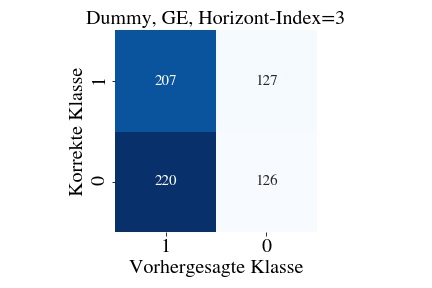 Dummy, GE, Horizont-Index=3
Korrekte Klasse
1
207
127
0
220
126
1
0
Vorhergesagte Klasse